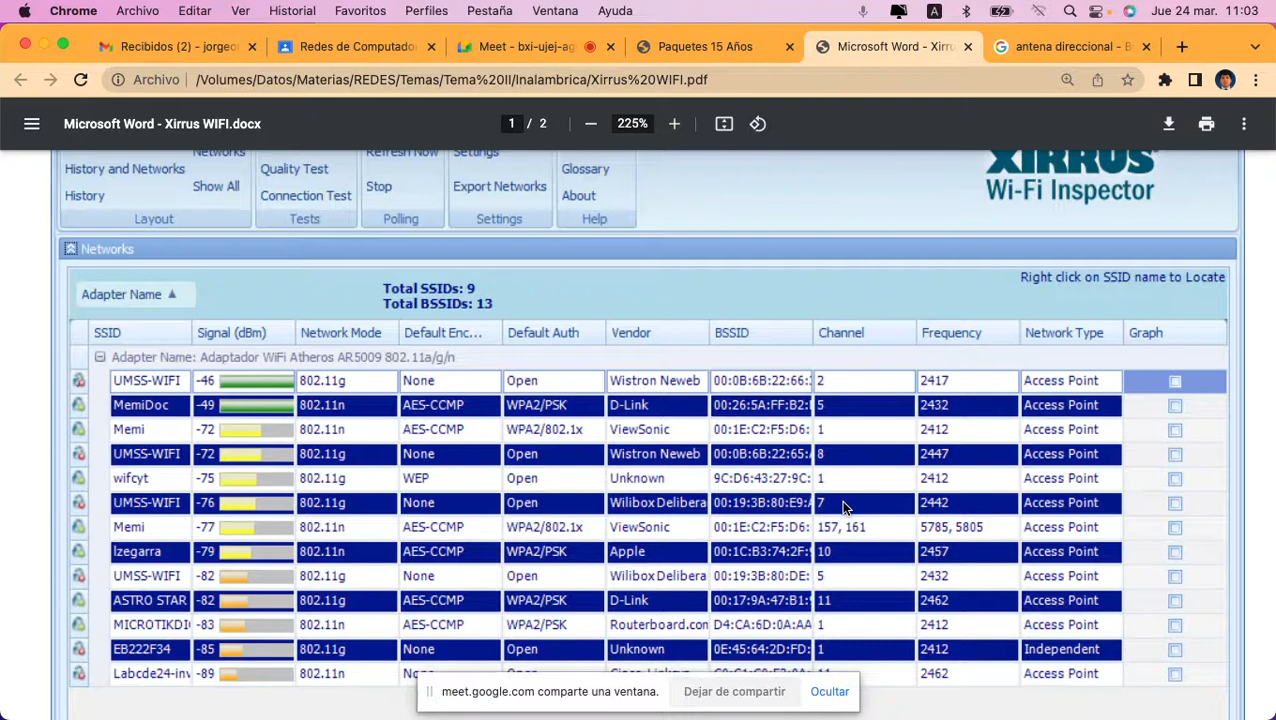 Chrome Archivo Editar Ver Historial Favoritos Perfiles Pestaña Ventana Ayuda A Jue 24 mar. 11:03
Recibidos (2) - jorgeor × Redes de Computado × Meet - bxi-ujej-ag × Paquetes 15 Años × Microsoft Word - Xirru × antena direccional - B ×
Archivo /Volumes/Datos/Materias/REDES/Temas/Tema%20II/Inalambrica/Xirrus%20WIFI.pdf
Microsoft Word - Xirrus WIFI.docx 1 / 2 225%
Networks Refresh Now Settings
History and Networks Quality Test Glossary
Show All Stop Export Networks
History Connection Test About
Layout Tests Polling Settings Help
XIRRUS
Wi-Fi Inspector
Networks
Right click on SSID name to Locate
Adapter Name
Total SSIDs: 9
Total BSSIDs: 13
SSID Signal (dBm) Network Mode Default Enc... Default Auth Vendor BSSID Channel Frequency Network Type Graph
Adapter Name: Adaptador WiFi Atheros AR5009 802.11a/g/n
UMSS-WIFI -46 802.11g None Open Wistron Neweb 00:0B:6B:22:66: 2 2417 Access Point
MemiDoc -49 802.11n AES-CCMP WPA2/PSK D-Link 00:26:5A:FF:B2: 5 2432 Access Point
Memi -72 802.11n AES-CCMP WPA2/802.1x ViewSonic 00:1E:C2:F5:D6: 1 2412 Access Point
UMSS-WIFI -72 802.11g None Open Wistron Neweb 00:0B:6B:22:65: 8 2447 Access Point
wifcyt -75 802.11g WEP Open Unknown 9C:D6:43:27:9C: 1 2412 Access Point
UMSS-WIFI -76 802.11g None Open Wilibox Delibera 00:19:3B:80:E9: 7 2442 Access Point
Memi -77 802.11n AES-CCMP WPA2/802.1x ViewSonic 00:1E:C2:F5:D6: 157, 161 5785, 5805 Access Point
Izegarra -79 802.11n AES-CCMP WPA2/PSK Apple 00:1C:B3:74:2F: 10 2457 Access Point
UMSS-WIFI -82 802.11g None Open Wilibox Delibera 00:19:3B:80:DE: 5 2432 Access Point
ASTRO STAR -82 802.11g AES-CCMP WPA2/PSK D-Link 00:17:9A:47:B1: 11 2462 Access Point
MICROTIKDI -83 802.11g AES-CCMP WPA2/PSK Routerboard.com D4:CA:6D:0A:AA 1 2412 Access Point
EB222F34 -85 802.11g None Open Unknown 0E:45:64:2D:FD: 1 2412 Independent
Labcde24-inv -89 802.11g
meet.google.com comparte una ventana. Dejar de compartir Ocultar